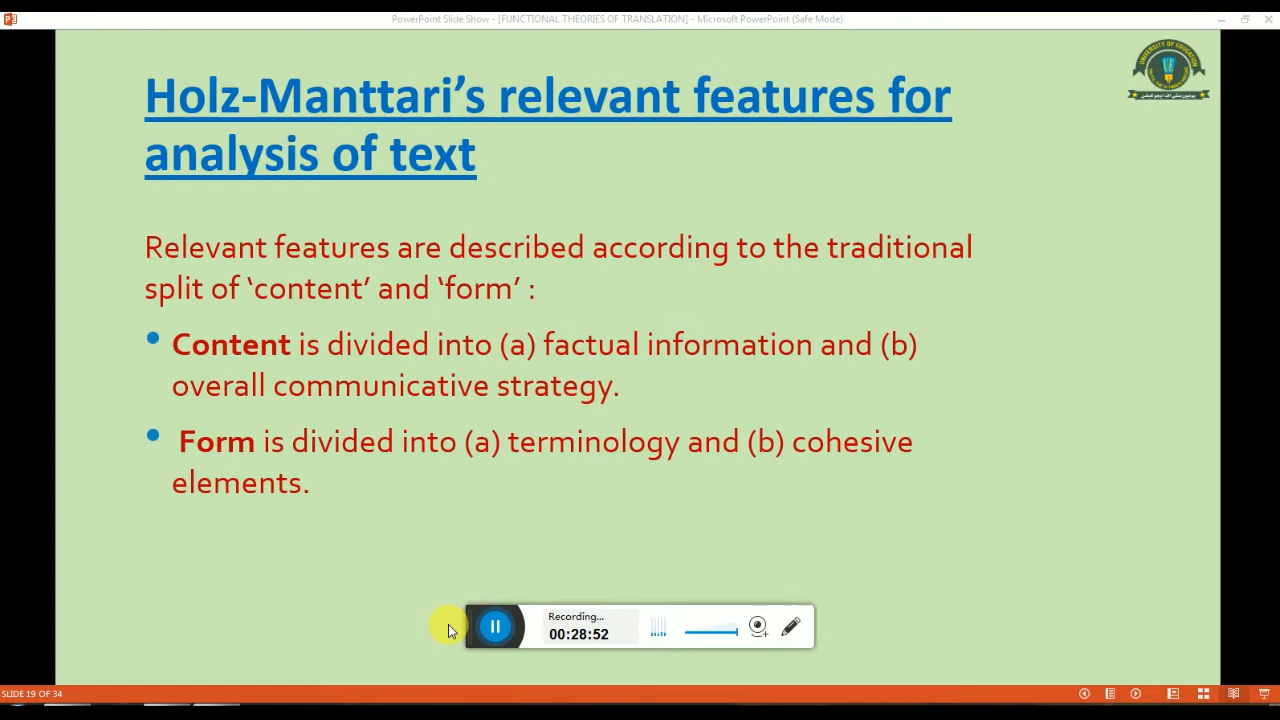 PowerPoint Slide Show - [FUNCTIONAL THEORIES OF TRANSLATION] - Microsoft PowerPoint (Safe Mode)
UNIVERSITY OF EDUCATION
Holz-Manttari’s relevant features for
analysis of text
Relevant features are described according to the traditional
split of ‘content’ and ‘form’ :
• Content is divided into (a) factual information and (b)
overall communicative strategy.
• Form is divided into (a) terminology and (b) cohesive
elements.
Recording...
00:28:52
SLIDE 19 OF 34